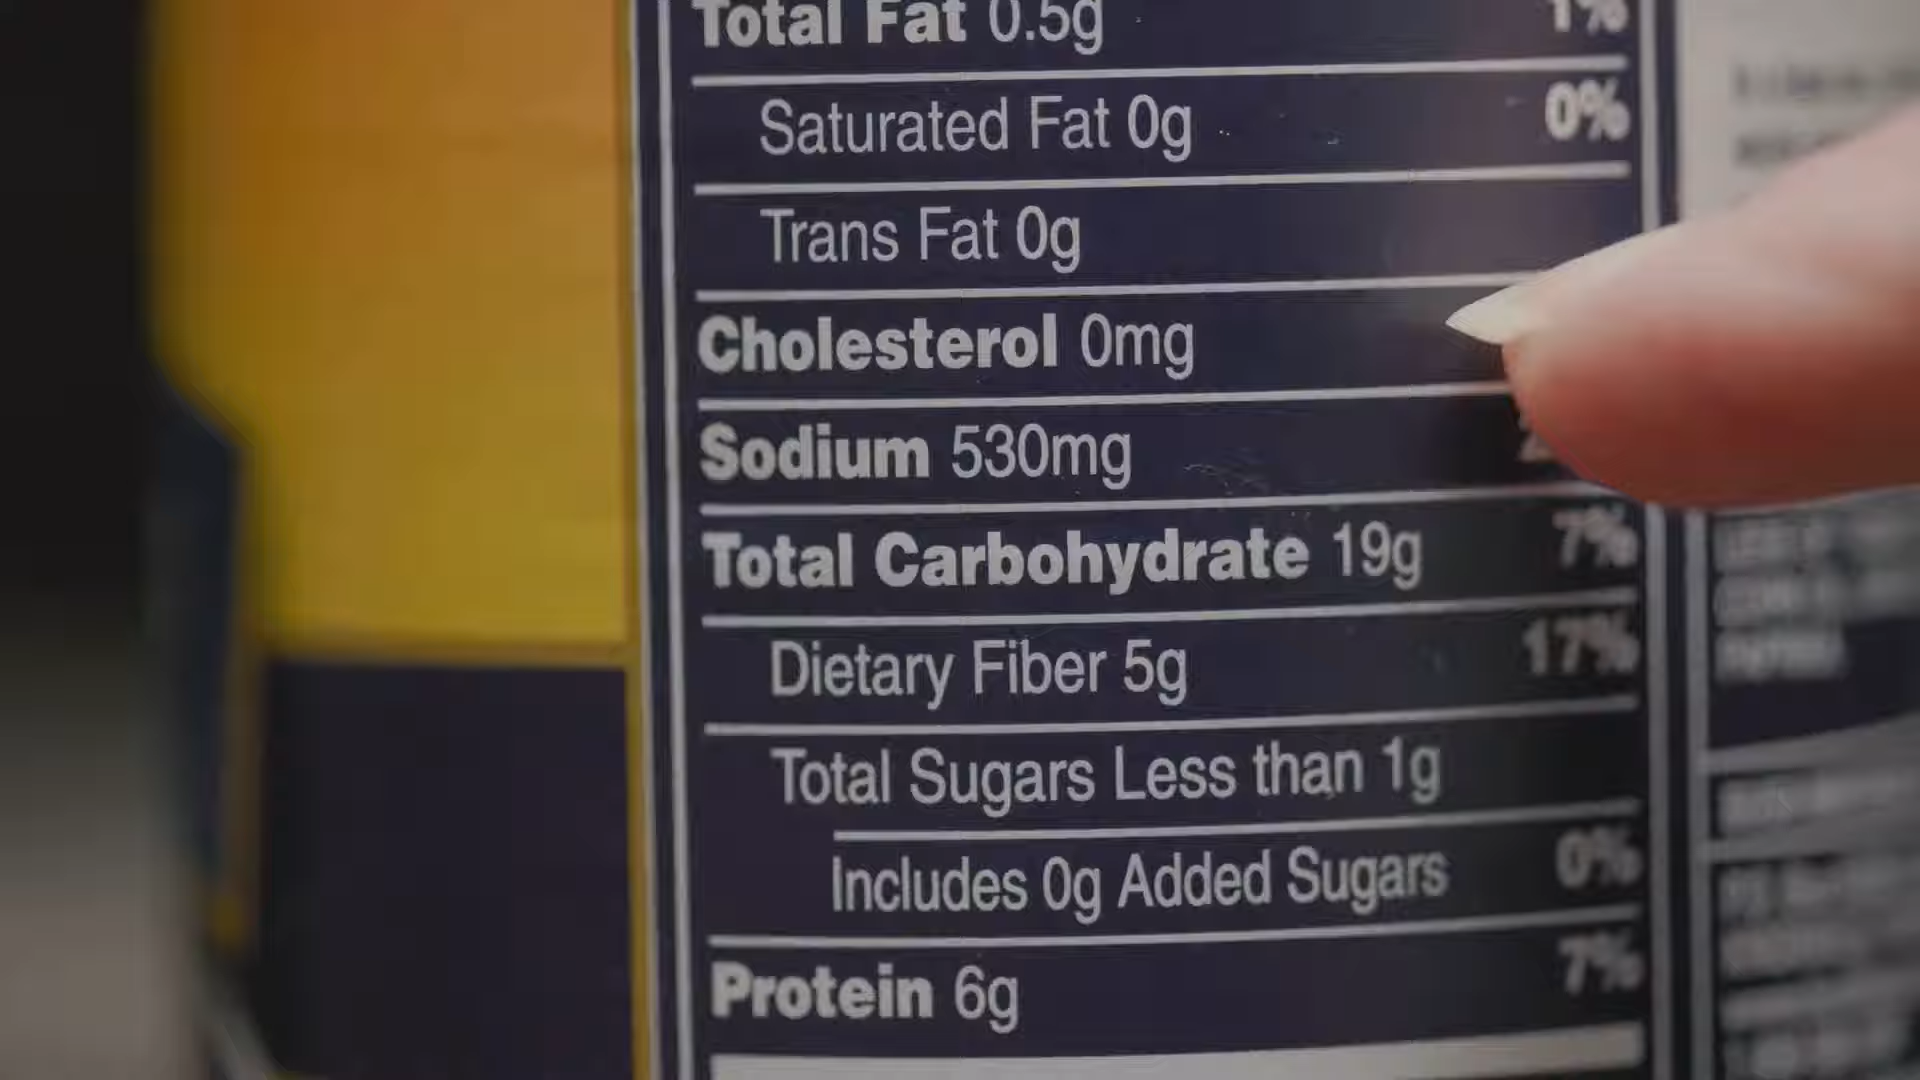 Total Fat 0.5g 1%
Saturated Fat 0g 0%
Trans Fat 0g
Cholesterol 0mg
Sodium 530mg
Total Carbohydrate 19g 7%
Dietary Fiber 5g 17%
Total Sugars Less than 1g
Includes 0g Added Sugars 0%
Protein 6g 7%